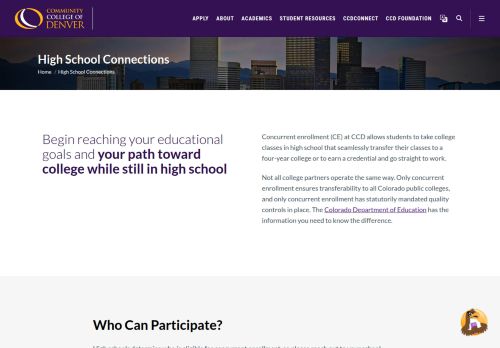 COMMUNITY
COLLEGE OF
DENVER
APPLY ABOUT ACADEMICS STUDENT RESOURCES CCDCONNECT CCD FOUNDATION
High School Connections
Home / High School Connections
Begin reaching your educational
goals and your path toward
college while still in high school
Concurrent enrollment (CE) at CCD allows students to take college
classes in high school that seamlessly transfer their classes to a
four-year college or to earn a credential and go straight to work.
Not all college partners operate the same way. Only concurrent
enrollment ensures transferability to all Colorado public colleges,
and only concurrent enrollment has statutorily mandated quality
controls in place. The Colorado Department of Education has the
information you need to know the difference.
Who Can Participate?